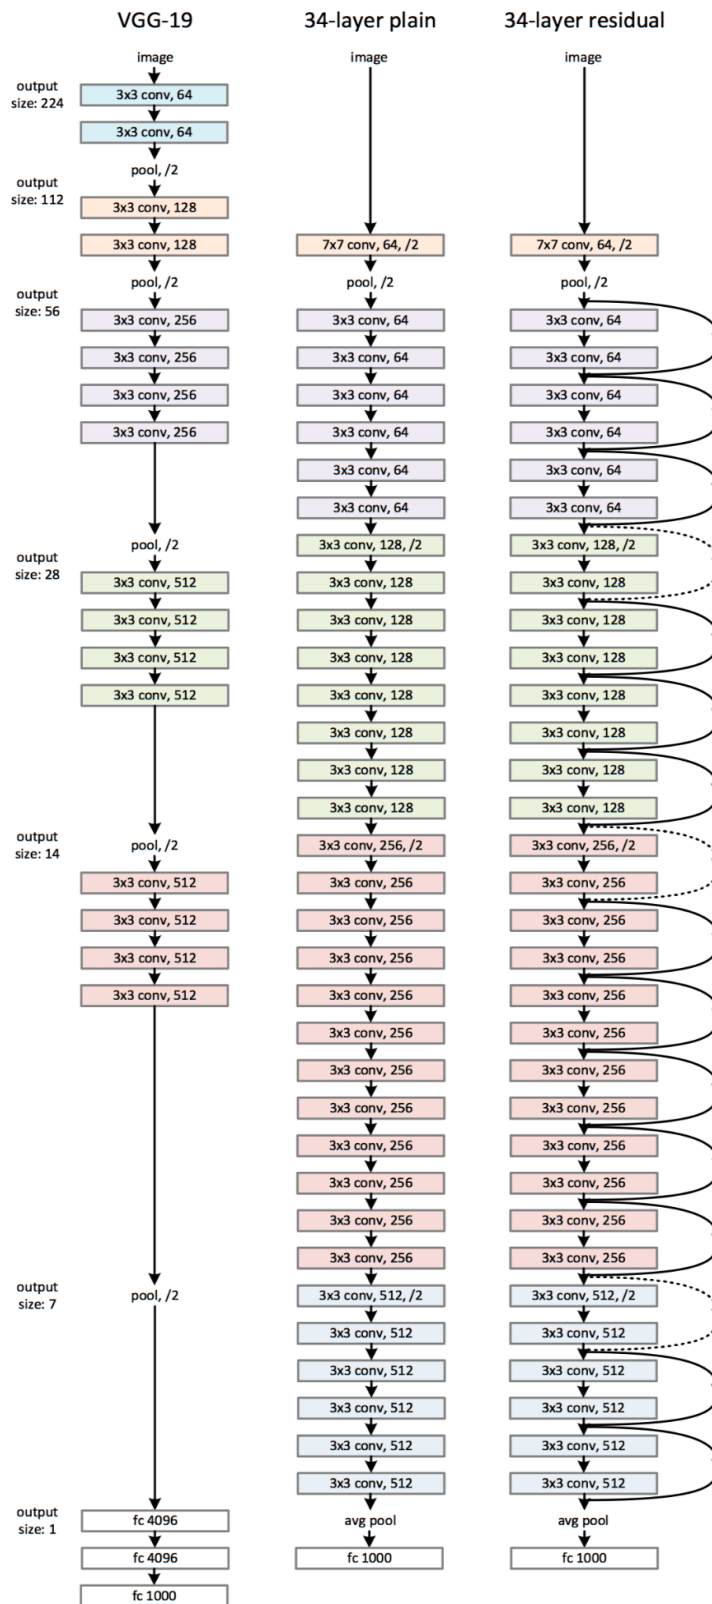 VGG-19
image
output
size: 224
3x3 conv, 64
3x3 conv, 64
pool, /2
output
size: 112
3x3 conv, 128
3x3 conv, 128
pool, /2
output
size: 56
3x3 conv, 256
3x3 conv, 256
3x3 conv, 256
3x3 conv, 256
pool, /2
output
size: 28
3x3 conv, 512
3x3 conv, 512
3x3 conv, 512
3x3 conv, 512
output
size: 14
pool, /2
3x3 conv, 512
3x3 conv, 512
3x3 conv, 512
3x3 conv, 512
output
size: 7
pool, /2
output
size: 1
fc 4096
fc 4096
fc 1000
34-layer plain
image
7x7 conv, 64, /2
pool, /2
3x3 conv, 64
3x3 conv, 64
3x3 conv, 64
3x3 conv, 64
3x3 conv, 64
3x3 conv, 64
3x3 conv, 128, /2
3x3 conv, 128
3x3 conv, 128
3x3 conv, 128
3x3 conv, 128
3x3 conv, 128
3x3 conv, 128
3x3 conv, 128
3x3 conv, 256, /2
3x3 conv, 256
3x3 conv, 256
3x3 conv, 256
3x3 conv, 256
3x3 conv, 256
3x3 conv, 256
3x3 conv, 256
3x3 conv, 256
3x3 conv, 256
3x3 conv, 256
3x3 conv, 256
3x3 conv, 512, /2
3x3 conv, 512
3x3 conv, 512
3x3 conv, 512
3x3 conv, 512
3x3 conv, 512
avg pool
fc 1000
34-layer residual
image
7x7 conv, 64, /2
pool, /2
3x3 conv, 64
3x3 conv, 64
3x3 conv, 64
3x3 conv, 64
3x3 conv, 64
3x3 conv, 64
3x3 conv, 128, /2
3x3 conv, 128
3x3 conv, 128
3x3 conv, 128
3x3 conv, 128
3x3 conv, 128
3x3 conv, 128
3x3 conv, 128
3x3 conv, 256, /2
3x3 conv, 256
3x3 conv, 256
3x3 conv, 256
3x3 conv, 256
3x3 conv, 256
3x3 conv, 256
3x3 conv, 256
3x3 conv, 256
3x3 conv, 256
3x3 conv, 256
3x3 conv, 256
3x3 conv, 512, /2
3x3 conv, 512
3x3 conv, 512
3x3 conv, 512
3x3 conv, 512
3x3 conv, 512
avg pool
fc 1000